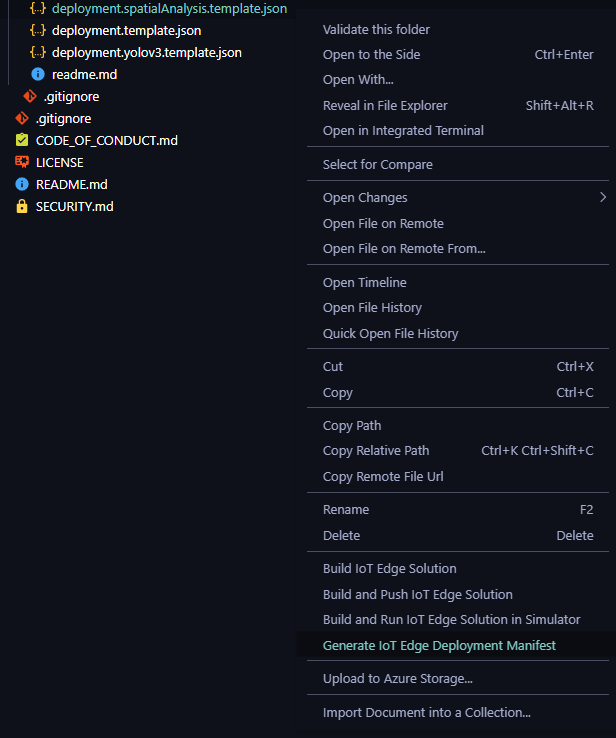 deployment.spatialAnalysis.template.json
deployment.template.json
deployment.yolov3.template.json
readme.md
.gitignore
.gitignore
CODE_OF_CONDUCT.md
LICENSE
README.md
SECURITY.md
Validate this folder
Open to the Side Ctrl+Enter
Open With...
Reveal in File Explorer Shift+Alt+R
Open in Integrated Terminal
Select for Compare
Open Changes
Open File on Remote
Open File on Remote From...
Open Timeline
Open File History
Quick Open File History
Cut Ctrl+X
Copy Ctrl+C
Copy Path
Copy Relative Path Ctrl+K Ctrl+Shift+C
Copy Remote File Url
Rename F2
Delete Delete
Build IoT Edge Solution
Build and Push IoT Edge Solution
Build and Run IoT Edge Solution in Simulator
Generate IoT Edge Deployment Manifest
Upload to Azure Storage...
Import Document into a Collection...